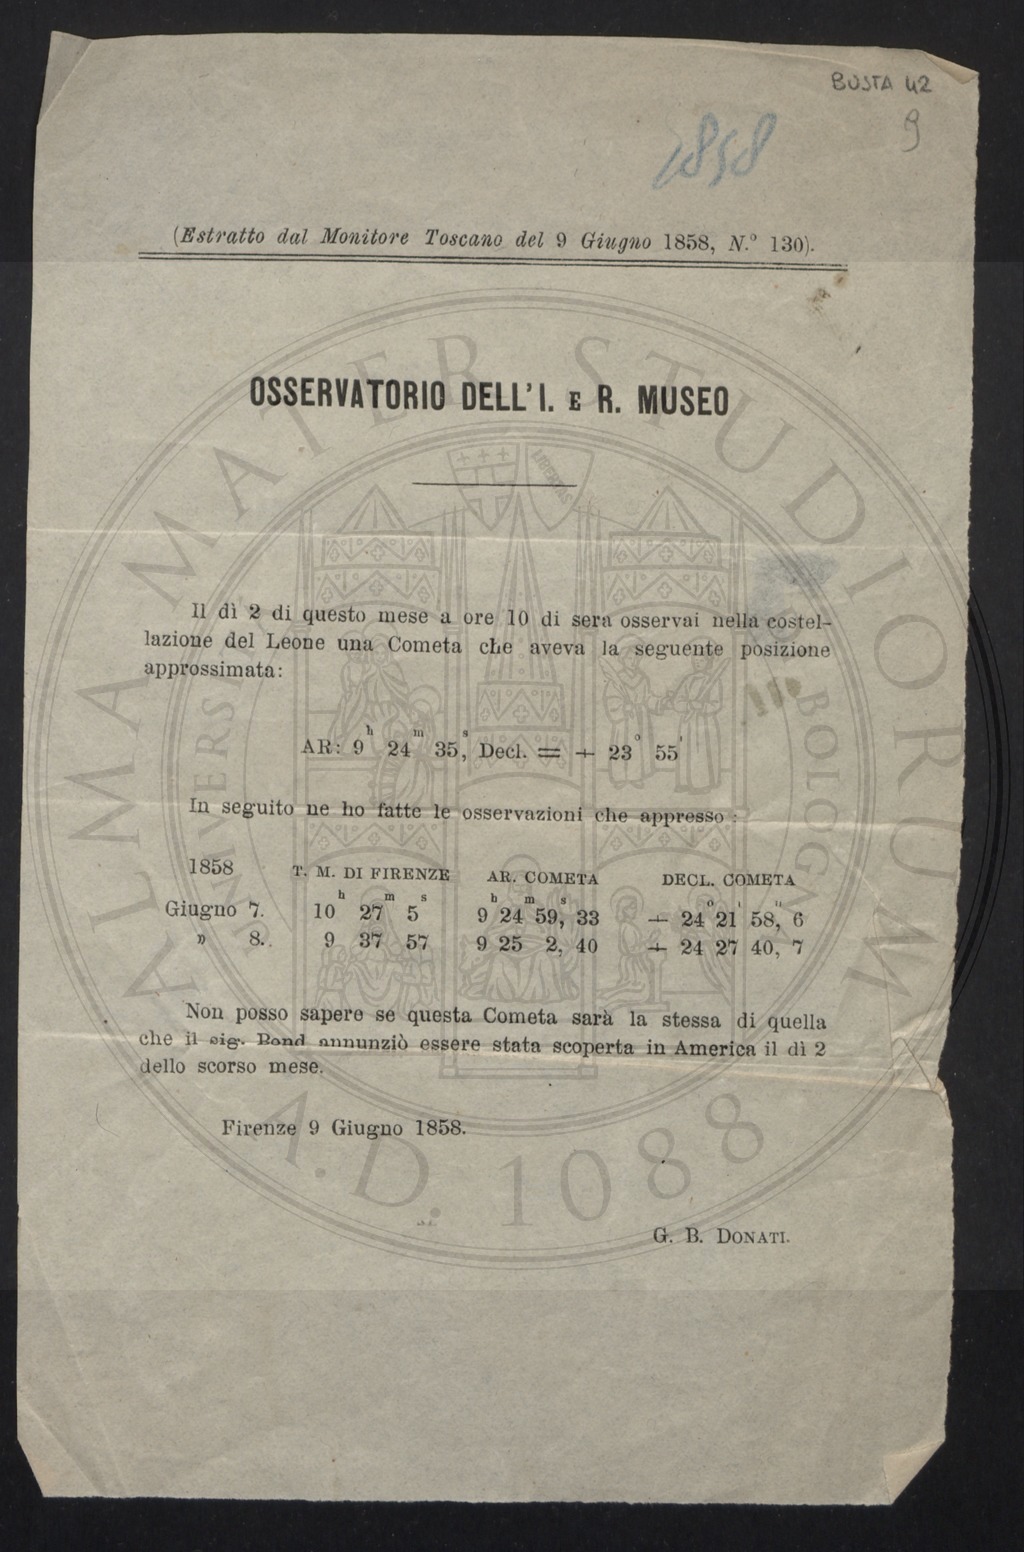 BUSTA 42
9
1858
(Estratto dal Monitore Toscano del 9 Giugno 1858, N.° 130).
OSSERVATORIO DELL' I. E R. MUSEO
Il dì 2 di questo mese a ore 10 di sera osservai nella costel-
lazione del Leone una Cometa che aveva la seguente posizione
approssimata:
AR: 9h 24m 35s, Decl. = + 23° 55'
In seguito ne ho fatte le osservazioni che appresso :
1858 T. M. DI FIRENZE AR. COMETA DECL. COMETA
Giugno 7. 10h 27m 5s 9h 24m 59s, 33 + 24° 21' 58", 6
» 8. 9 37 57 9 25 2, 40 + 24 27 40, 7
Non posso sapere se questa Cometa sarà la stessa di quella
che il sig. Bond annunziò essere stata scoperta in America il dì 2
dello scorso mese.
Firenze 9 Giugno 1858.
G. B. DONATI.
ALMA MATER STUDIORUM
A.D. 1088
LIBERTAS